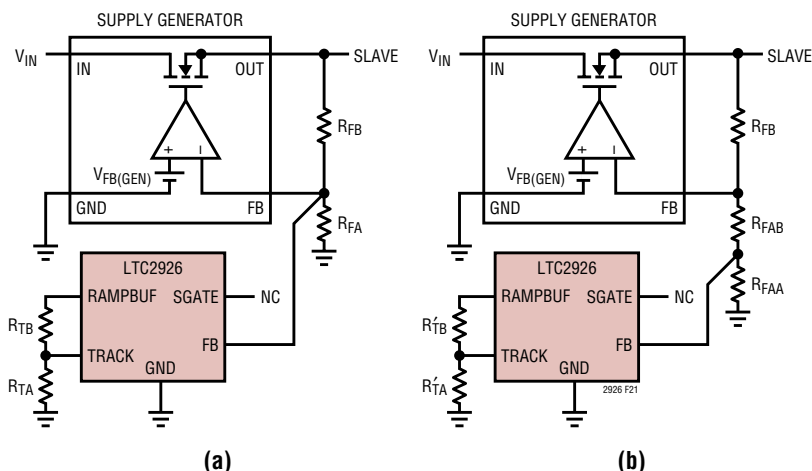 SUPPLY GENERATOR
VIN
IN
OUT
SLAVE
RFB
+
–
VFB(GEN)
GND
FB
RFA
LTC2926
RAMPBUF
SGATE
NC
RTB
FB
TRACK
GND
RTA
(a)
SUPPLY GENERATOR
VIN
IN
OUT
SLAVE
RFB
+
–
VFB(GEN)
GND
FB
RFAB
LTC2926
RAMPBUF
SGATE
NC
RFAA
R′TB
FB
TRACK
GND
R′TA
2926 F21
(b)